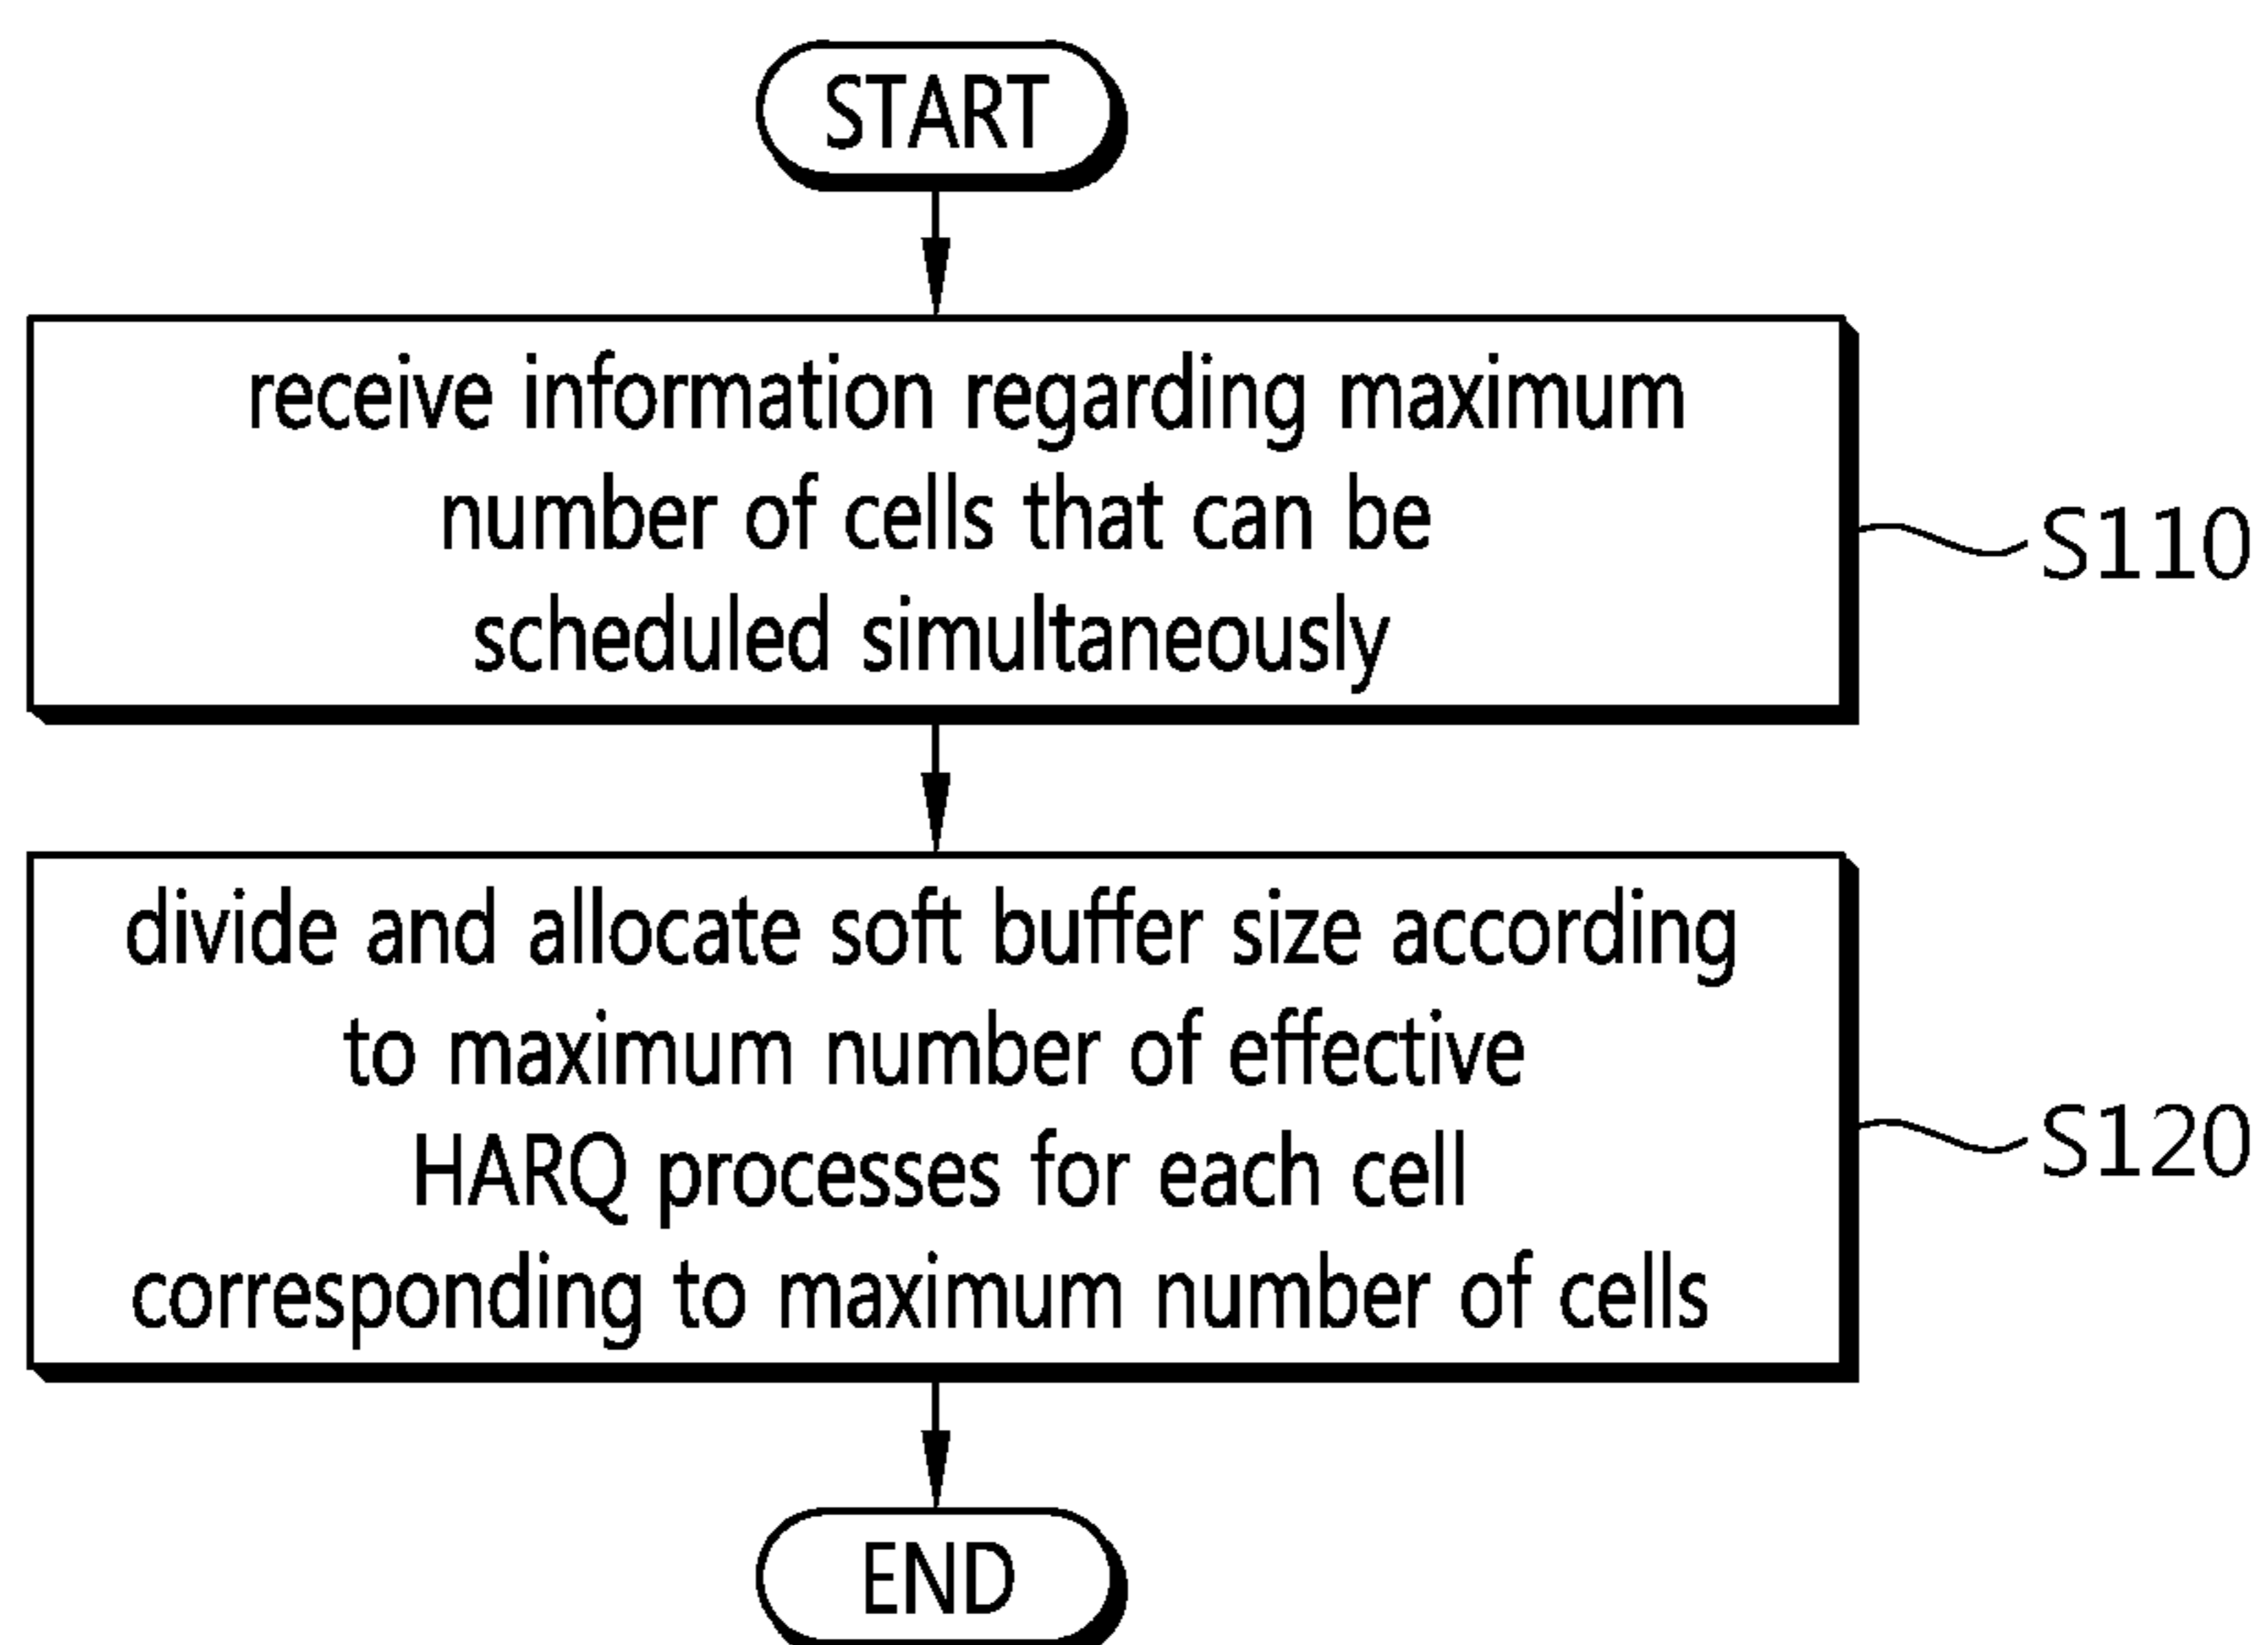 START
receive information regarding maximum
number of cells that can be
scheduled simultaneously
S110
divide and allocate soft buffer size according
to maximum number of effective
HARQ processes for each cell
corresponding to maximum number of cells
S120
END